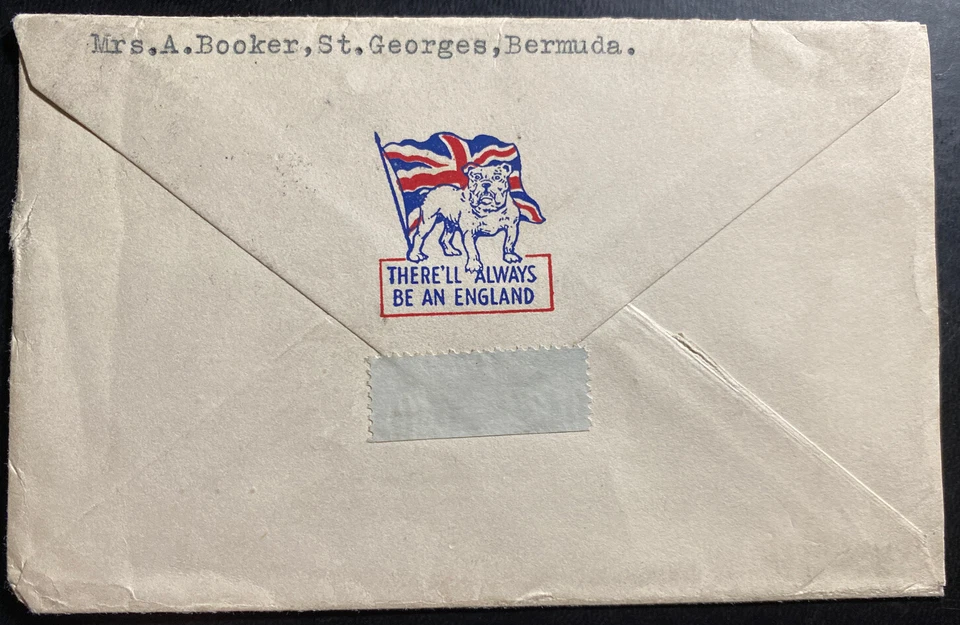 Mrs.A.Booker,St.Georges,Bermuda.
THERE'LL ALWAYS
BE AN ENGLAND